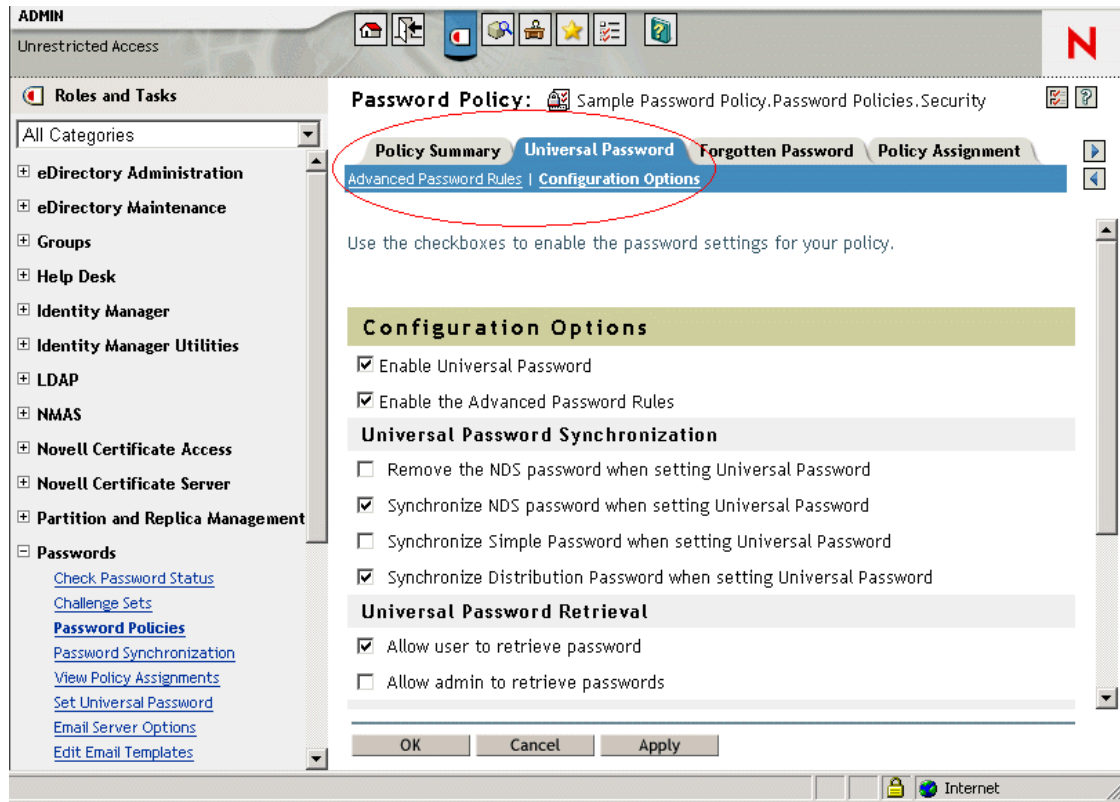 ADMIN
Unrestricted Access
N
Roles and Tasks
All Categories
eDirectory Administration
eDirectory Maintenance
Groups
Help Desk
Identity Manager
Identity Manager Utilities
LDAP
NMAS
Novell Certificate Access
Novell Certificate Server
Partition and Replica Management
Passwords
Check Password Status
Challenge Sets
Password Policies
Password Synchronization
View Policy Assignments
Set Universal Password
Email Server Options
Edit Email Templates
Password Policy: Sample Password Policy.Password Policies.Security
Policy Summary Universal Password Forgotten Password Policy Assignment
Advanced Password Rules | Configuration Options
Use the checkboxes to enable the password settings for your policy.
Configuration Options
Enable Universal Password
Enable the Advanced Password Rules
Universal Password Synchronization
Remove the NDS password when setting Universal Password
Synchronize NDS password when setting Universal Password
Synchronize Simple Password when setting Universal Password
Synchronize Distribution Password when setting Universal Password
Universal Password Retrieval
Allow user to retrieve password
Allow admin to retrieve passwords
OK Cancel Apply
Internet